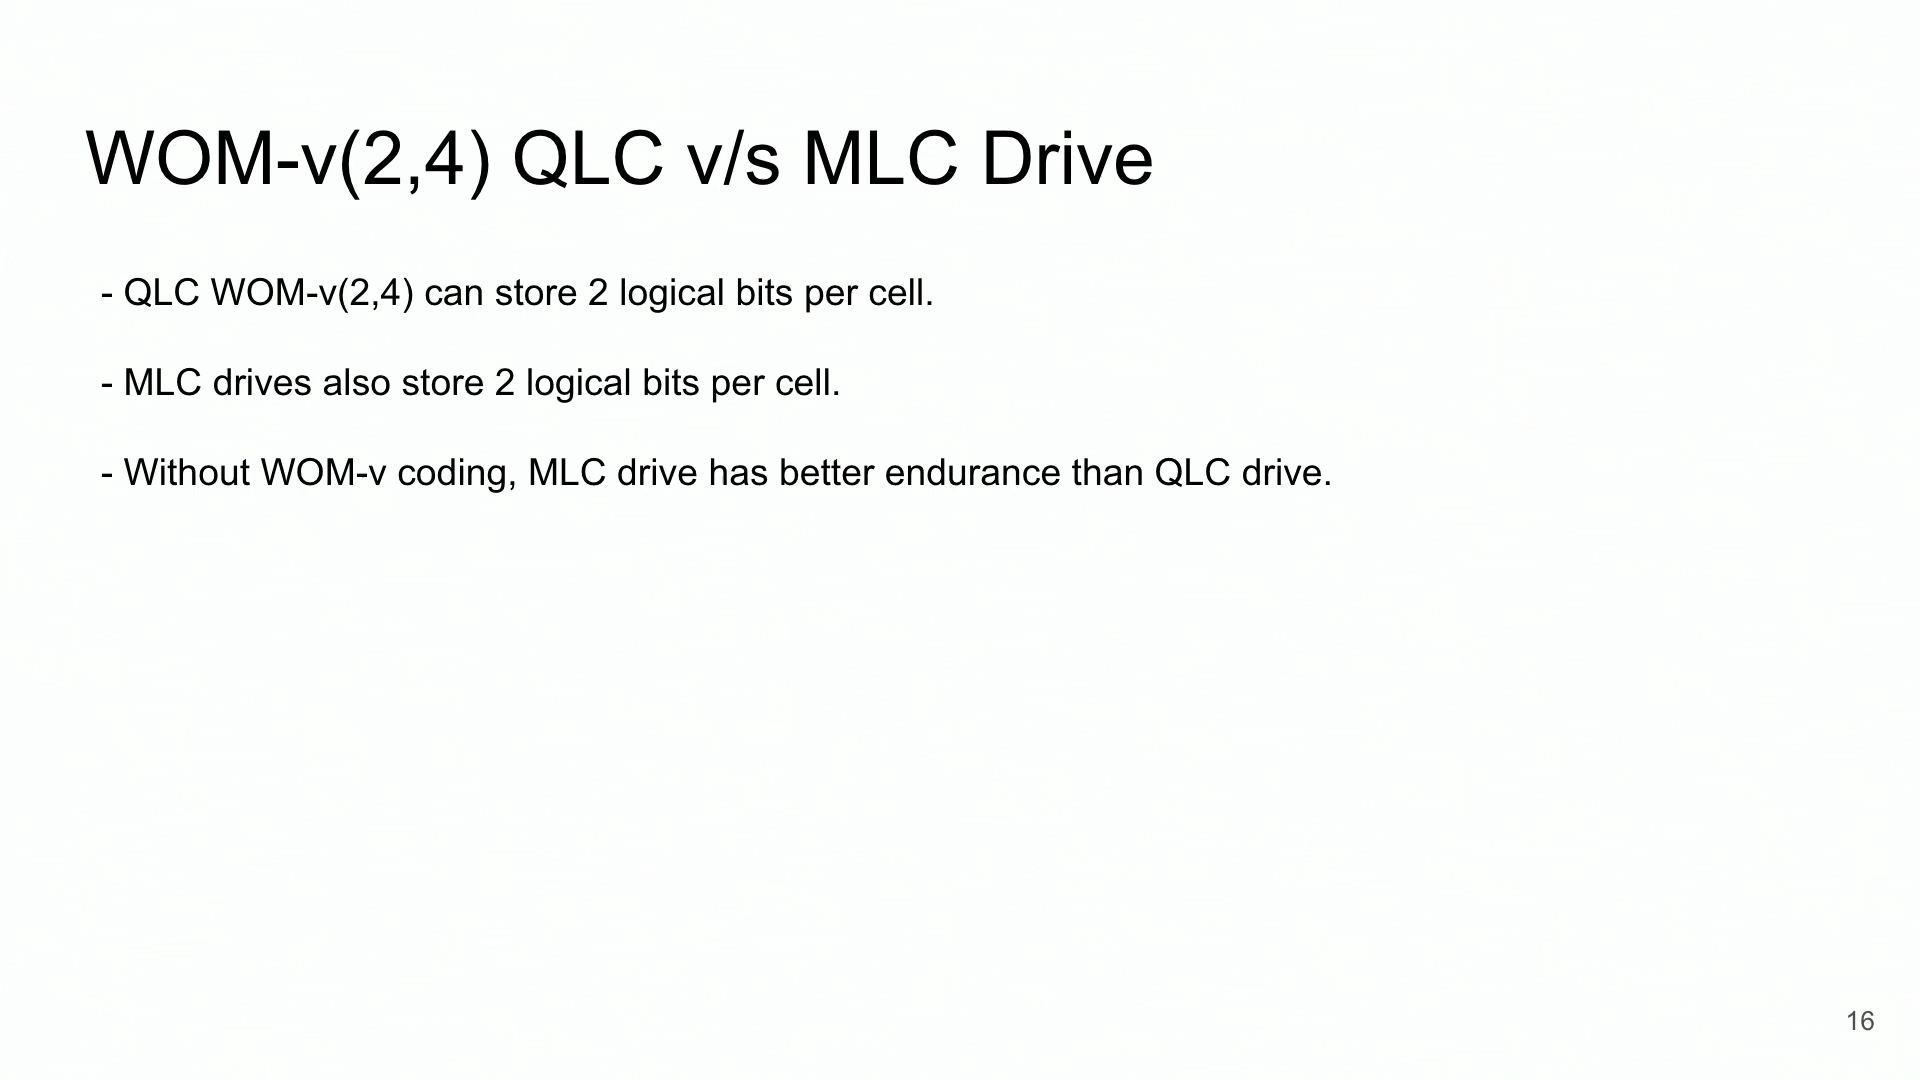 WOM-v(2,4) QLC v/s MLC Drive
- QLC WOM-v(2,4) can store 2 logical bits per cell.
- MLC drives also store 2 logical bits per cell.
- Without WOM-v coding, MLC drive has better endurance than QLC drive.
16